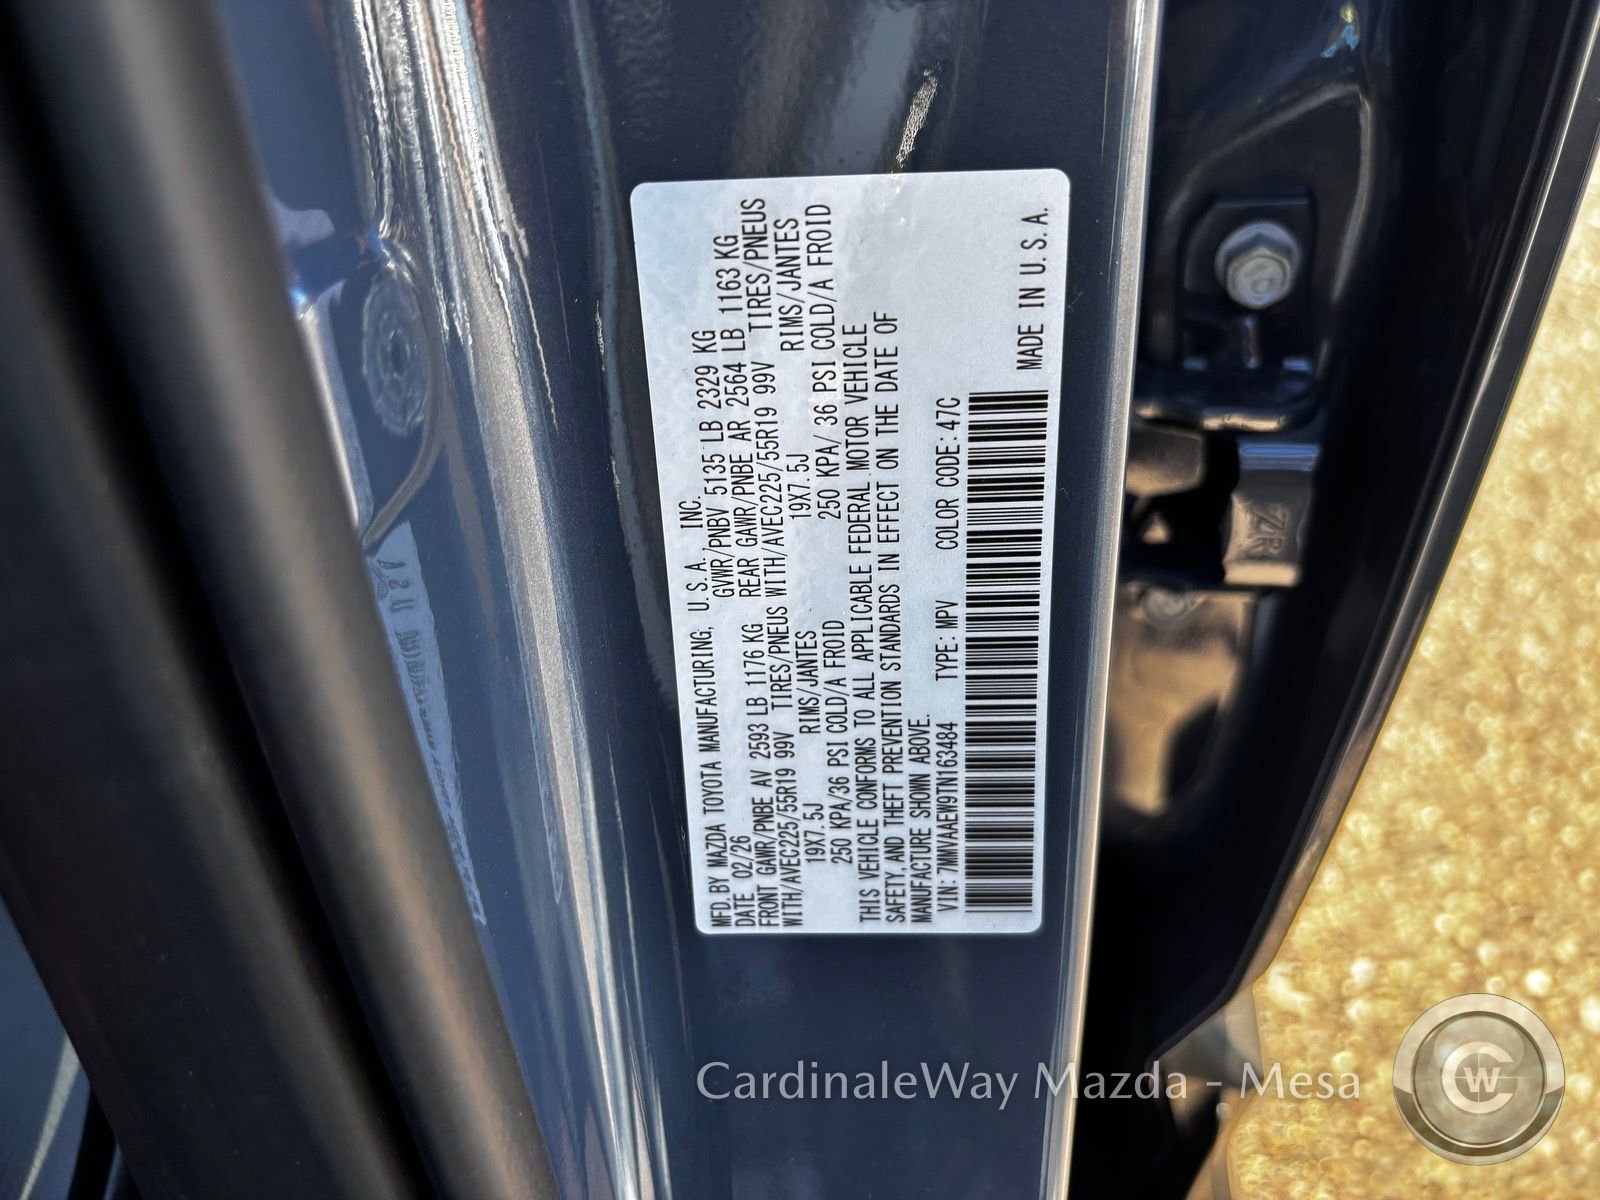 MFD. BY MAZDA TOYOTA MANUFACTURING, U.S.A. INC.
DATE 02/26 GVWR/PNBV 5135 LB 2329 KG
FRONT GAWR/PNBE AV 2593 LB 1176 KG REAR GAWR/PNBE AR 2564 LB 1163 KG
WITH/AVEC225/55R19 99V TIRES/PNEUS WITH/AVEC225/55R19 99V TIRES/PNEUS
19X7.5J RIMS/JANTES 19X7.5J RIMS/JANTES
250 KPA/36 PSI COLD/A FROID 250 KPA/ 36 PSI COLD/A FROID
THIS VEHICLE CONFORMS TO ALL APPLICABLE FEDERAL MOTOR VEHICLE
SAFETY, AND THEFT PREVENTION STANDARDS IN EFFECT ON THE DATE OF
MANUFACTURE SHOWN ABOVE.
VIN: 7MMVAAEW9TN163484 TYPE: MPV COLOR CODE: 47C
MADE IN U.S.A.
ZR
CardinaleWay Mazda - Mesa
CW